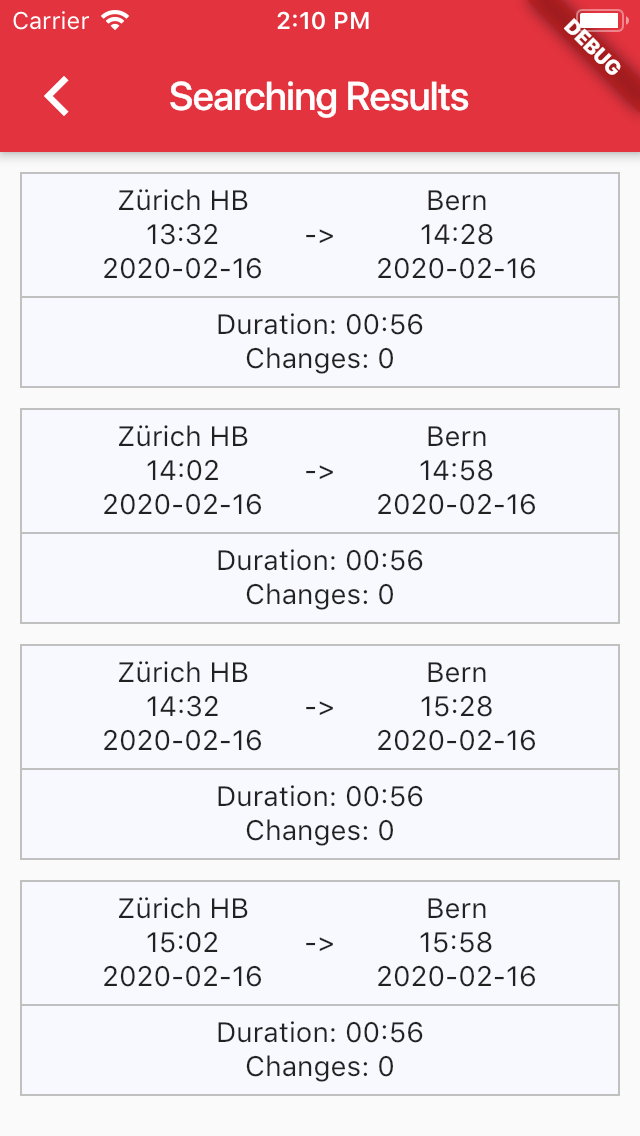 Carrier 2:10 PM
DEBUG
Searching Results
Zürich HB Bern
13:32 -> 14:28
2020-02-16 2020-02-16
Duration: 00:56
Changes: 0
Zürich HB Bern
14:02 -> 14:58
2020-02-16 2020-02-16
Duration: 00:56
Changes: 0
Zürich HB Bern
14:32 -> 15:28
2020-02-16 2020-02-16
Duration: 00:56
Changes: 0
Zürich HB Bern
15:02 -> 15:58
2020-02-16 2020-02-16
Duration: 00:56
Changes: 0